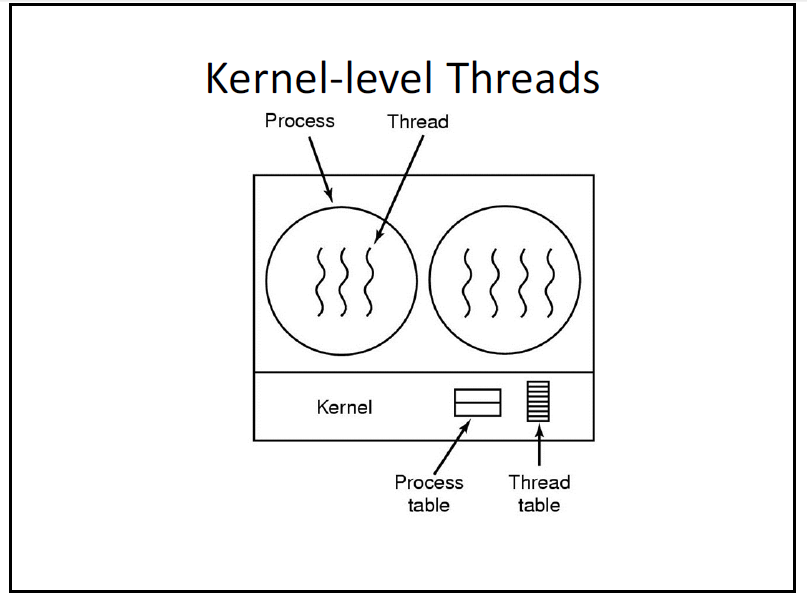 Kernel-level Threads
Process
Thread
Kernel
Process
table
Thread
table